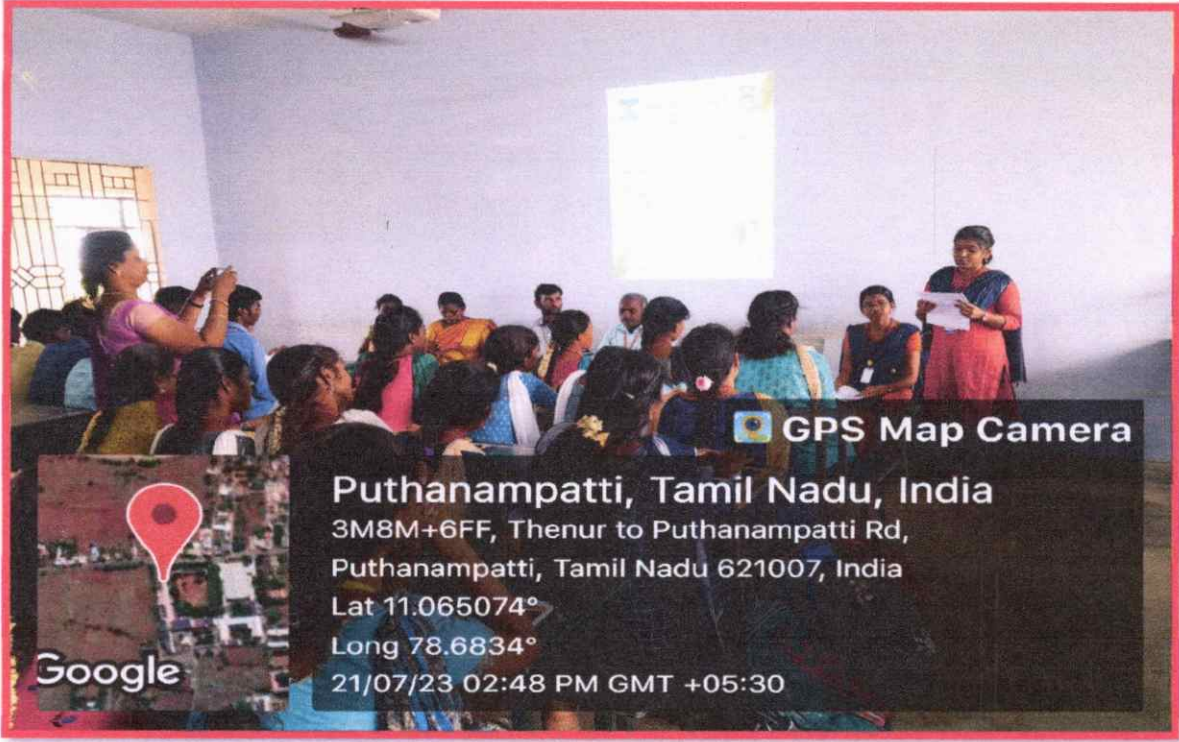 GPS Map Camera
Puthanampatti, Tamil Nadu, India
3M8M+6FF, Thenur to Puthanampatti Rd,
Puthanampatti, Tamil Nadu 621007, India
Lat 11.065074°
Long 78.6834°
21/07/23 02:48 PM GMT +05:30
Google